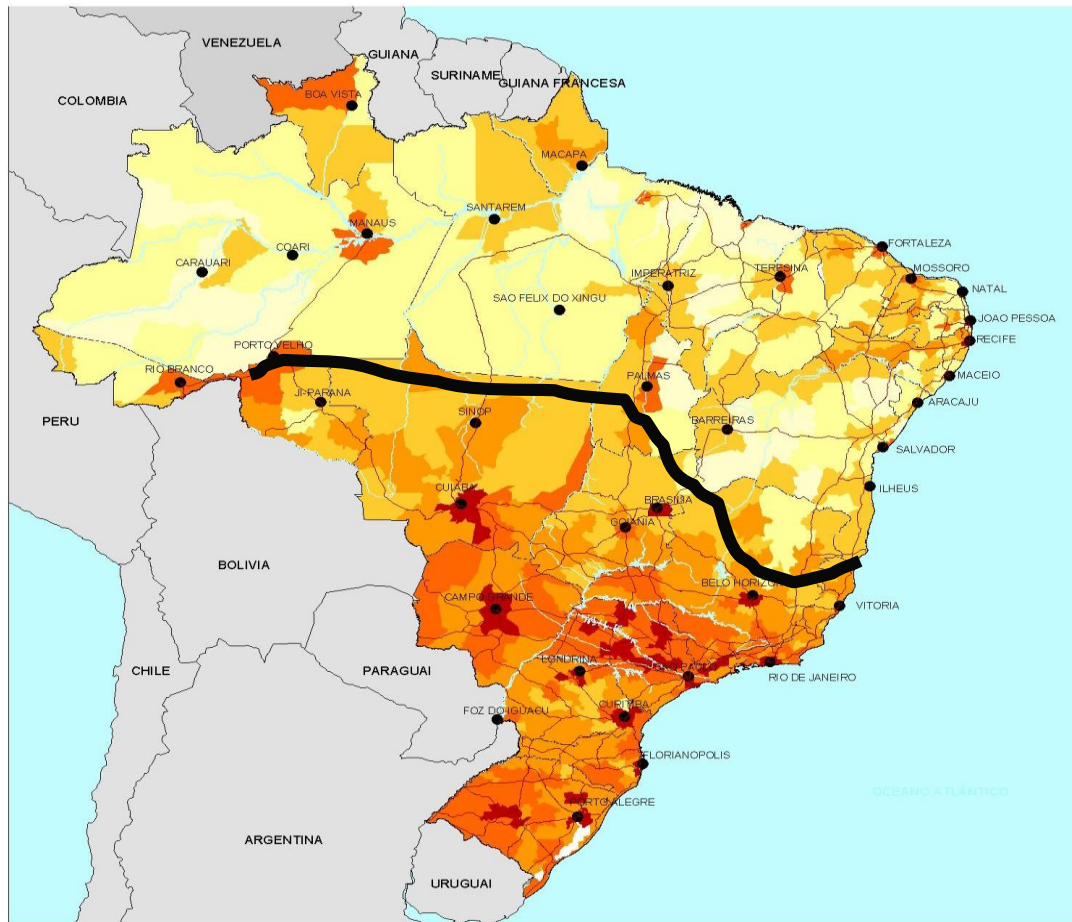 VENEZUELA
GUIANA
SURINAME
GUIANA FRANCESA
COLOMBIA
BOA VISTA
MACAPA
SANTAREM
MANAUS
FORTALEZA
COARI
CARAUARI
IMPERATRIZ
TERESINA
MOSSORO
NATAL
SAO FELIX DO XINGU
JOAO PESSOA
RECIFE
PORTO VELHO
RIO BRANCO
PALMAS
MACEIO
JI-PARANA
ARACAJU
SINOP
PERU
BARREIRAS
SALVADOR
CUIABA
ILHEUS
BRASILIA
GOIANIA
BOLIVIA
BELO HORIZON
CAMPO GRANDE
VITORIA
CHILE
PARAGUAI
LONDRINA
SAO PAULO
RIO DE JANEIRO
FOZ DO IGUACU
CURITIBA
FLORIANOPOLIS
OCEANO ATLÂNTICO
PORTO ALEGRE
ARGENTINA
URUGUAI